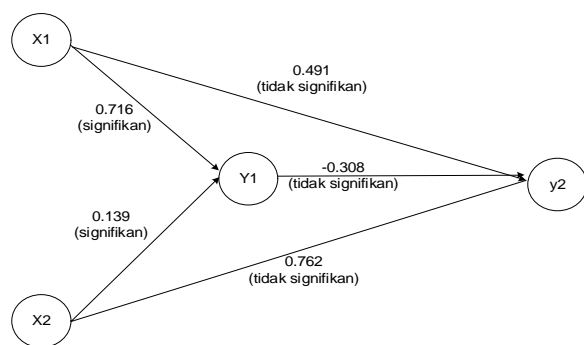 X1
0.491
(tidak signifikan)
0.716
(signifikan)
Y1
-0.308
(tidak signifikan)
y2
0.139
(signifikan)
0.762
(tidak signifikan)
X2